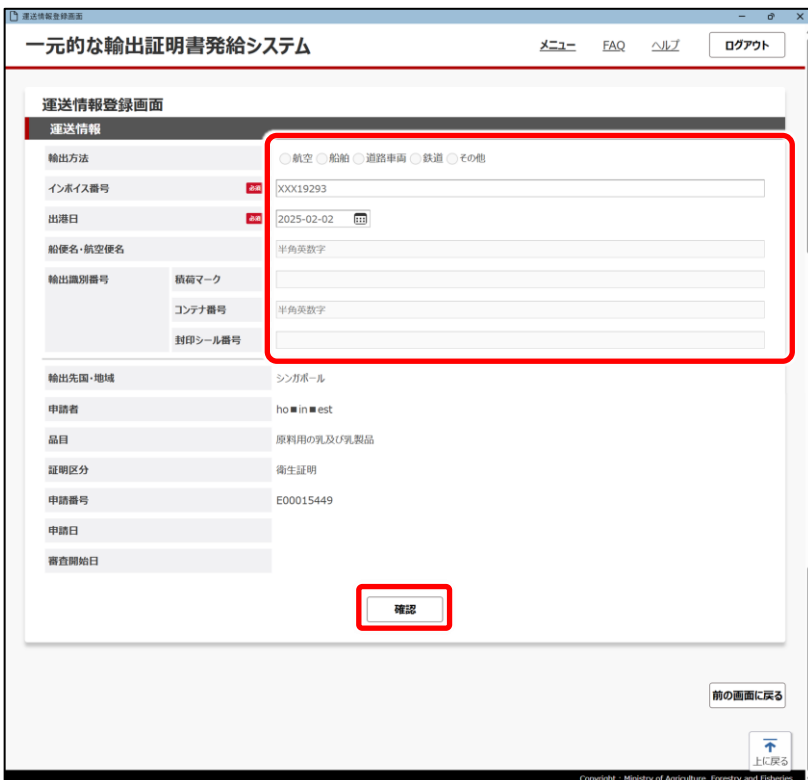 運送情報登録画面
一元的な輸出証明書発給システム
メニュー FAQ ヘルプ ログアウト
運送情報登録画面
運送情報
輸出方法 航空 船舶 道路車両 鉄道 その他
インボイス番号 必須 XXX19293
出港日 必須 2025-02-02
船便名・航空便名 半角英数字
輸出識別番号 積荷マーク
コンテナ番号 半角英数字
封印シール番号
輸出先国・地域 シンガポール
申請者 ho■in■est
品目 原料用の乳及び乳製品
証明区分 衛生証明
申請番号 E00015449
申請日
審査開始日
確認
前の画面に戻る
上に戻る
Copyright : Ministry of Agriculture, Forestry and Fisheries